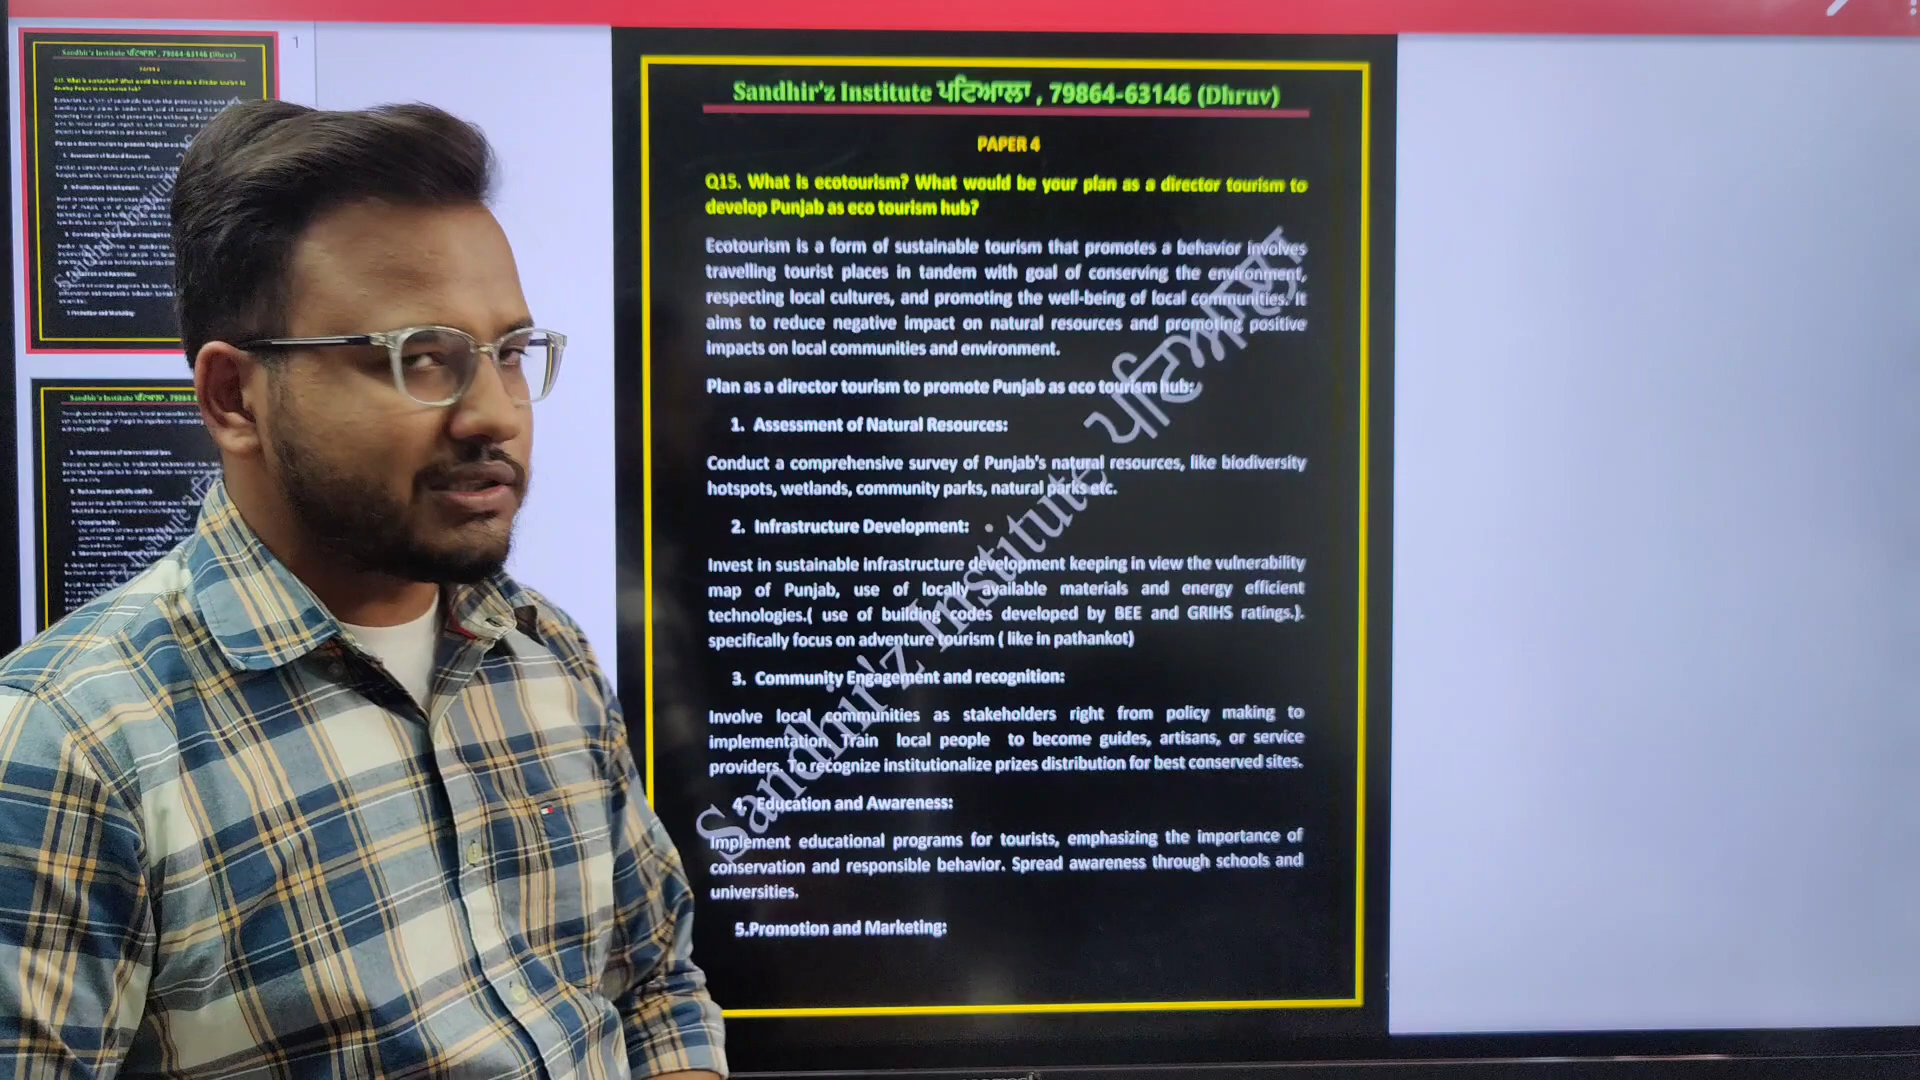 1
Sandhir'z Institute ਪਟਿਆਲਾ , 79864-63146 (Dhruv)
PAPER 4
Q15. What is ecotourism? What would be your plan as a director tourism to
develop Punjab as eco tourism hub?
Ecotourism is a form of sustainable tourism that promotes a behavior involves
travelling tourist places in tandem with goal of conserving the environment,
respecting local cultures, and promoting the well-being of local communities. It
aims to reduce negative impact on natural resources and promoting positive
impacts on local communities and environment.
Plan as a director tourism to promote Punjab as eco tourism hub:
1. Assessment of Natural Resources:
Conduct a comprehensive survey of Punjab's natural resources, like biodiversity
hotspots, wetlands, community parks, natural parks etc.
2. Infrastructure Development:
Invest in sustainable infrastructure development keeping in view the vulnerability
map of Punjab, use of locally available materials and energy efficient
technologies.( use of building codes developed by BEE and GRIHS ratings.).
specifically focus on adventure tourism ( like in pathankot)
3. Community Engagement and recognition:
Involve local communities as stakeholders right from policy making to
implementation. Train local people to become guides, artisans, or service
providers. To recognize institutionalize prizes distribution for best conserved sites.
4. Education and Awareness:
Implement educational programs for tourists, emphasizing the importance of
conservation and responsible behavior. Spread awareness through schools and
universities.
5.Promotion and Marketing:
Sandhir'z Institute ਪਟਿਆਲਾ